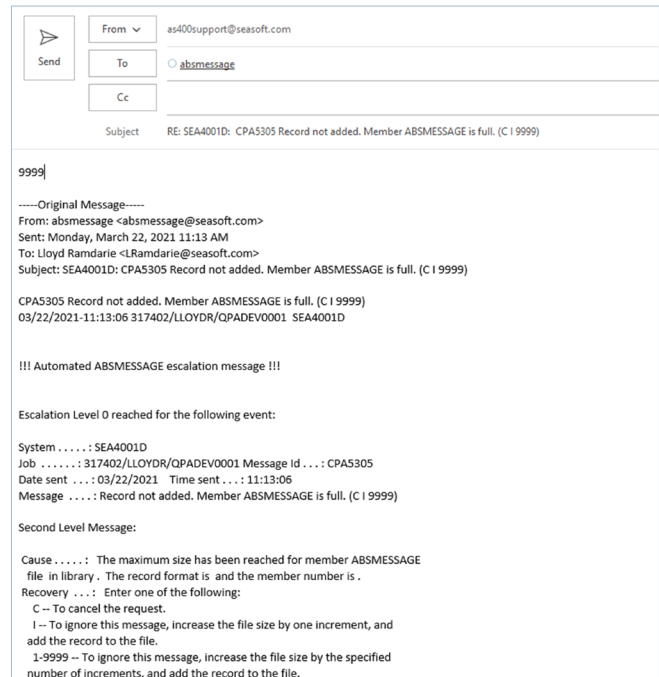 From
as400support@seasoft.com
Send
To
absmessage
Cc
Subject
RE: SEA4001D: CPA5305 Record not added. Member ABSMESSAGE is full. (C I 9999)
9999
-----Original Message-----
From: absmessage <absmessage@seasoft.com>
Sent: Monday, March 22, 2021 11:13 AM
To: Lloyd Ramdarie <LRamdarie@seasoft.com>
Subject: SEA4001D: CPA5305 Record not added. Member ABSMESSAGE is full. (C I 9999)
CPA5305 Record not added. Member ABSMESSAGE is full. (C I 9999)
03/22/2021-11:13:06 317402/LLOYDR/QPADEV0001 SEA4001D
!!! Automated ABSMESSAGE escalation message !!!
Escalation Level 0 reached for the following event:
System . . . . . : SEA4001D
Job . . . . . . : 317402/LLOYDR/QPADEV0001 Message Id . . . : CPA5305
Date sent . . . : 03/22/2021 Time sent . . . : 11:13:06
Message . . . . : Record not added. Member ABSMESSAGE is full. (C I 9999)
Second Level Message:
Cause . . . . . : The maximum size has been reached for member ABSMESSAGE
file in library . The record format is and the member number is .
Recovery . . . : Enter one of the following:
C -- To cancel the request.
I -- To ignore this message, increase the file size by one increment, and
add the record to the file.
1-9999 -- To ignore this message, increase the file size by the specified
number of increments, and add the record to the file.